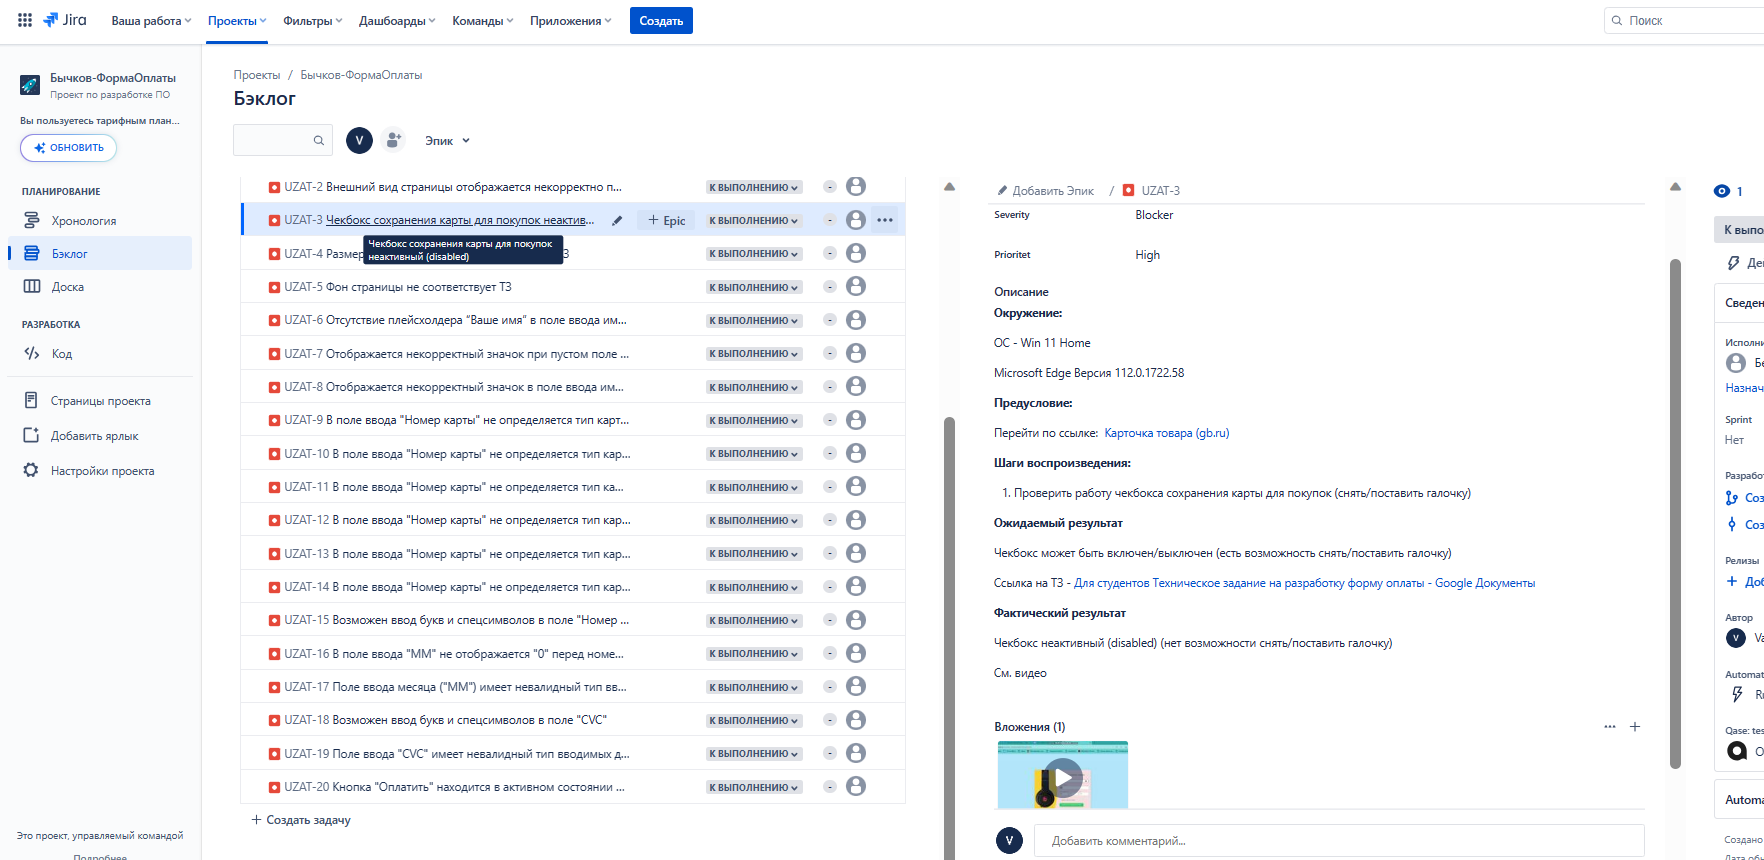 Jira
Ваша работа
Проекты
Фильтры
Дашборды
Команды
Приложения
Создать
Поиск
Бычков-ФормаОплаты
Проект по разработке ПО
Вы пользуетесь тарифным план...
ОБНОВИТЬ
ПЛАНИРОВАНИЕ
Хронология
Бэклог
Доска
РАЗРАБОТКА
Код
Страницы проекта
Добавить ярлык
Настройки проекта
Это проект, управляемый командой
Подробнее
Проекты / Бычков-ФормаОплаты
Бэклог
V
Эпик
UZAT-2 Внешний вид страницы отображается некорректно п... К ВЫПОЛНЕНИЮ -
UZAT-3 Чекбокс сохранения карты для покупок неактив... + Epic К ВЫПОЛНЕНИЮ -
Чекбокс сохранения карты для покупок
неактивный (disabled)
UZAT-4 Размер З К ВЫПОЛНЕНИЮ -
UZAT-5 Фон страницы не соответствует ТЗ К ВЫПОЛНЕНИЮ -
UZAT-6 Отсутствие плейсхолдера “Ваше имя” в поле ввода им... К ВЫПОЛНЕНИЮ -
UZAT-7 Отображается некорректный значок при пустом поле ... К ВЫПОЛНЕНИЮ -
UZAT-8 Отображается некорректный значок в поле ввода им... К ВЫПОЛНЕНИЮ -
UZAT-9 В поле ввода "Номер карты" не определяется тип карт... К ВЫПОЛНЕНИЮ -
UZAT-10 В поле ввода "Номер карты" не определяется тип кар... К ВЫПОЛНЕНИЮ -
UZAT-11 В поле ввода "Номер карты" не определяется тип ка... К ВЫПОЛНЕНИЮ -
UZAT-12 В поле ввода "Номер карты" не определяется тип кар... К ВЫПОЛНЕНИЮ -
UZAT-13 В поле ввода "Номер карты" не определяется тип кар... К ВЫПОЛНЕНИЮ -
UZAT-14 В поле ввода "Номер карты" не определяется тип кар... К ВЫПОЛНЕНИЮ -
UZAT-15 Возможен ввод букв и спецсимволов в поле "Номер ... К ВЫПОЛНЕНИЮ -
UZAT-16 В поле ввода "ММ" не отображается "0" перед номе... К ВЫПОЛНЕНИЮ -
UZAT-17 Поле ввода месяца ("ММ") имеет невалидный тип вв... К ВЫПОЛНЕНИЮ -
UZAT-18 Возможен ввод букв и спецсимволов в поле "CVC" К ВЫПОЛНЕНИЮ -
UZAT-19 Поле ввода "CVC" имеет невалидный тип вводимых д... К ВЫПОЛНЕНИЮ -
UZAT-20 Кнопка "Оплатить" находится в активном состоянии ... К ВЫПОЛНЕНИЮ -
+ Создать задачу
Добавить Эпик / UZAT-3
Severity Blocker
Prioritet High
Описание
Окружение:
ОС - Win 11 Home
Microsoft Edge Версия 112.0.1722.58
Предусловие:
Перейти по ссылке: Карточка товара (gb.ru)
Шаги воспроизведения:
1. Проверить работу чекбокса сохранения карты для покупок (снять/поставить галочку)
Ожидаемый результат
Чекбокс может быть включен/выключен (есть возможность снять/поставить галочку)
Ссылка на ТЗ - Для студентов Техническое задание на разработку форму оплаты - Google Документы
Фактический результат
Чекбокс неактивный (disabled) (нет возможности снять/поставить галочку)
См. видео
Вложения (1)
V
Добавить комментарий...
1
К выпо
Де
Сведен
Исполни
Бе
Назнач
Sprint
Нет
Разработ
Соз
Соз
Релизы
+ Доб
Автор
V Va
Automat
Ru
Qase: tes
O
Automa
Создано
Дата об